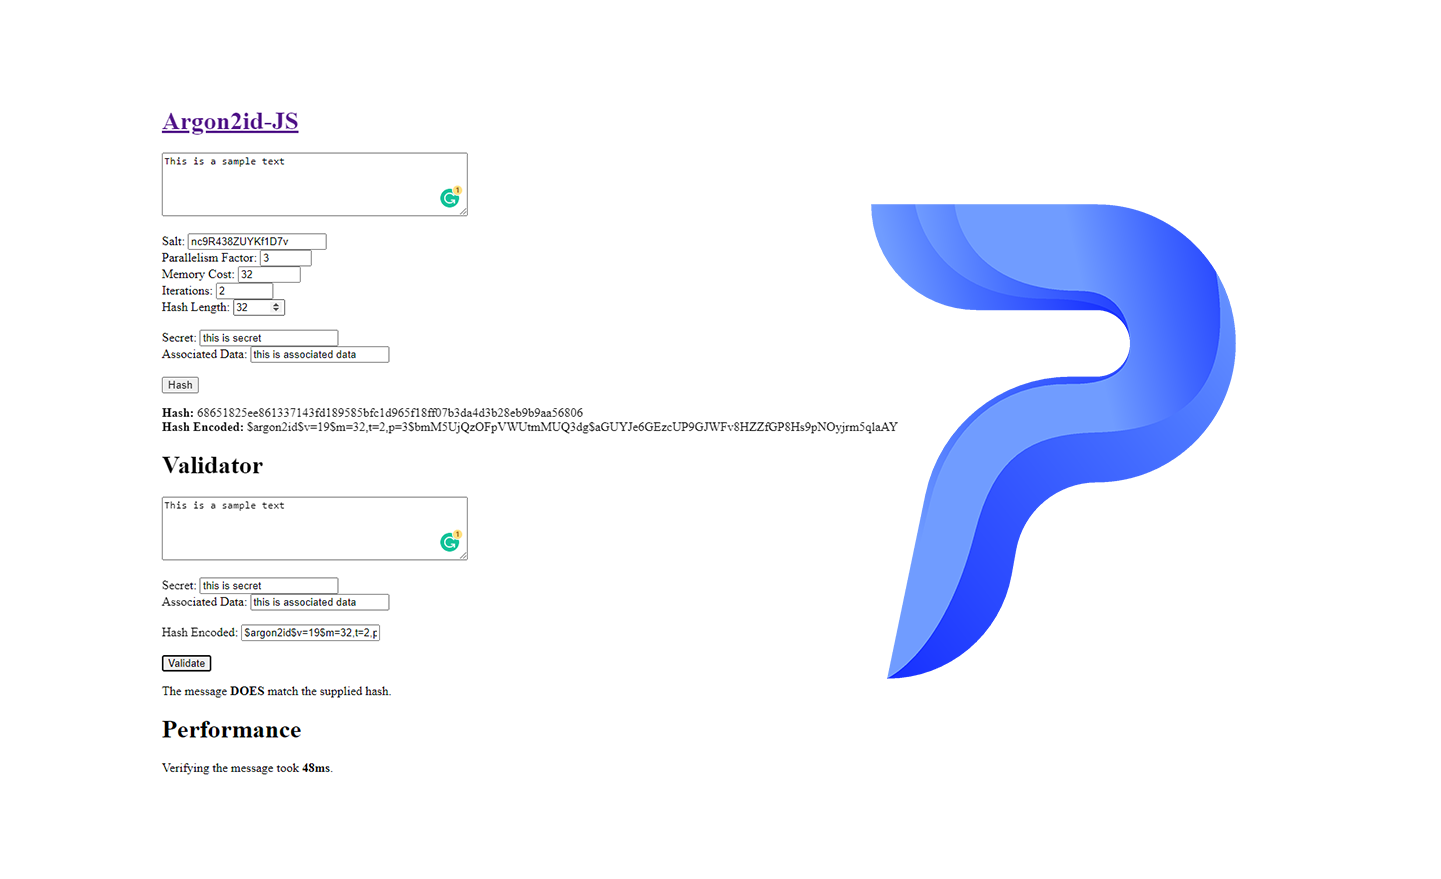 Argon2id-JS
This is a sample text
1
Salt: nc9R438ZUYKf1D7v
Parallelism Factor: 3
Memory Cost: 32
Iterations: 2
Hash Length: 32
Secret: this is secret
Associated Data: this is associated data
Hash
Hash: 68651825ee861337143fd189585bfc1d965f18ff07b3da4d3b28eb9b9aa56806
Hash Encoded: $argon2id$v=19$m=32,t=2,p=3$bmM5UjQzOFpVWUtmMUQ3dg$aGUYJe6GEzcUP9GJWFv8HZZfGP8Hs9pNOyjrm5qlaAY
Validator
This is a sample text
1
Secret: this is secret
Associated Data: this is associated data
Hash Encoded: $argon2id$v=19$m=32,t=2,p
Validate
The message DOES match the supplied hash.
Performance
Verifying the message took 48ms.